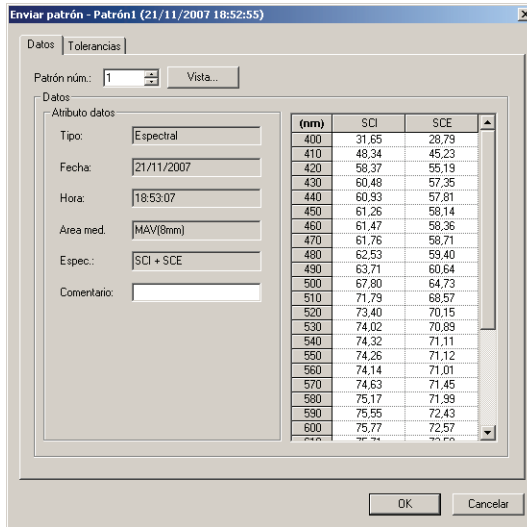 Enviar patrón - Patrón1 (21/11/2007 18:52:55)
Datos Tolerancias
Patrón núm.: 1 Vista...
Datos
Atributo datos
Tipo: Espectral
Fecha: 21/11/2007
Hora: 18:53:07
Area med. MAV(8mm)
Espec.: SCI + SCE
Comentario:
(nm) SCI SCE
400 31,65 28,79
410 48,34 45,23
420 58,37 55,19
430 60,48 57,35
440 60,93 57,81
450 61,26 58,14
460 61,47 58,36
470 61,76 58,71
480 62,53 59,40
490 63,71 60,64
500 67,80 64,73
510 71,79 68,57
520 73,40 70,15
530 74,02 70,89
540 74,32 71,11
550 74,26 71,12
560 74,14 71,01
570 74,63 71,45
580 75,17 71,99
590 75,55 72,43
600 75,77 72,57
OK Cancelar